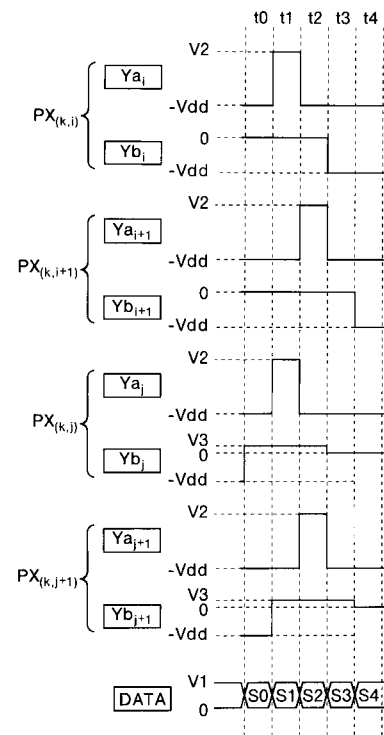 t0 t1 t2 t3 t4
V2
Ya_i
-Vdd
PX_(k,i)
0
Yb_i
-Vdd
V2
Ya_i+1
-Vdd
PX_(k,i+1)
0
Yb_i+1
-Vdd
V2
Ya_j
-Vdd
PX_(k,j)
V3
0
Yb_j
-Vdd
V2
Ya_j+1
-Vdd
PX_(k,j+1)
V3
0
Yb_j+1
-Vdd
V1
DATA S0 S1 S2 S3 S4
0